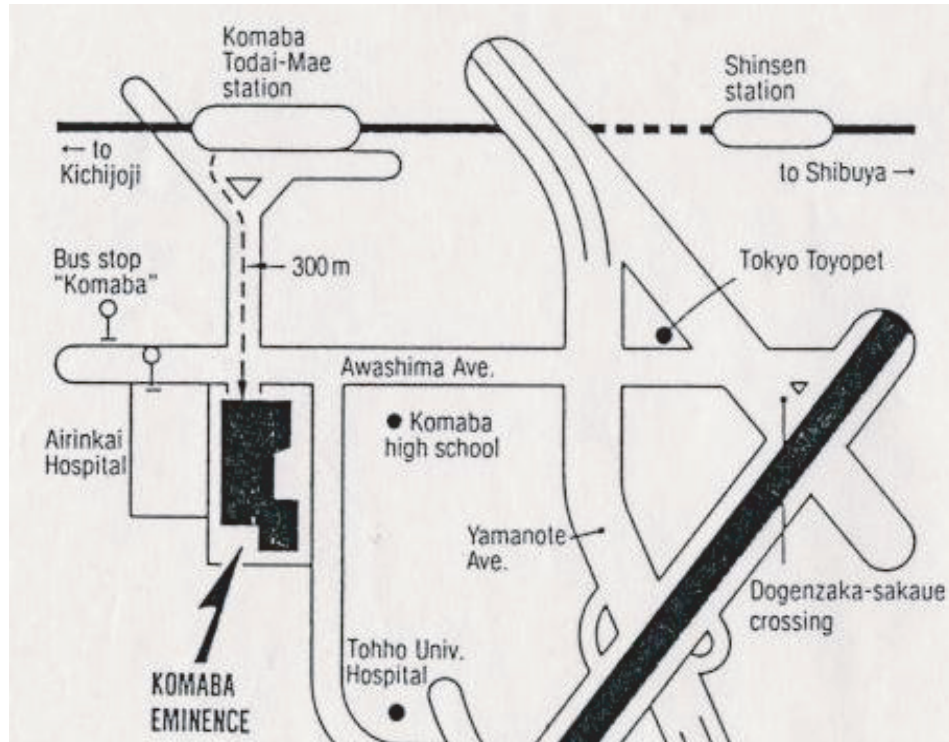 Komaba
Todai-Mae
station
Shinsen
station
← to
Kichijoji
to Shibuya →
Bus stop
"Komaba"
300 m
Tokyo Toyopet
Awashima Ave.
Airinkai
Hospital
Komaba
high school
Yamanote
Ave.
Dogenzaka-sakaue
crossing
Tohho Univ.
Hospital
KOMABA
EMINENCE